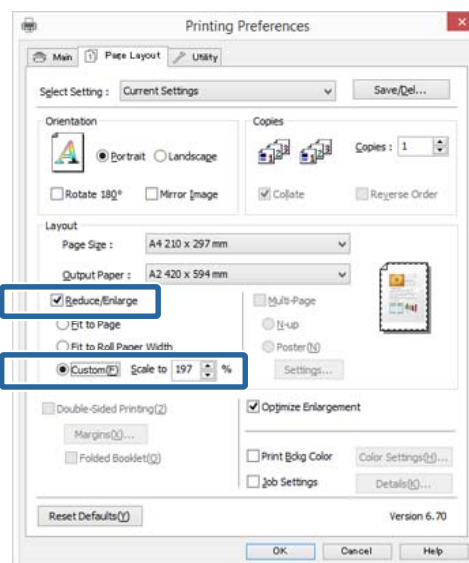 Printing Preferences
Main Page Layout Utility
Select Setting : Current Settings Save/Del...
Orientation Copies
Portrait Landscape Copies : 1
Rotate 180° Mirror Image Collate Reverse Order
Layout
Page Size : A4 210 x 297 mm
Output Paper : A2 420 x 594 mm
Reduce/Enlarge Multi-Page
Fit to Page N-up
Fit to Roll Paper Width Poster(N)
Custom(F) Scale to 197 % Settings...
Double-Sided Printing(Z) Optimize Enlargement
Margins(X)...
Folded Booklet(Q) Print Bckg Color Color Settings(H)...
Job Settings Details(K)...
Reset Defaults(Y) Version 6.70
OK Cancel Help